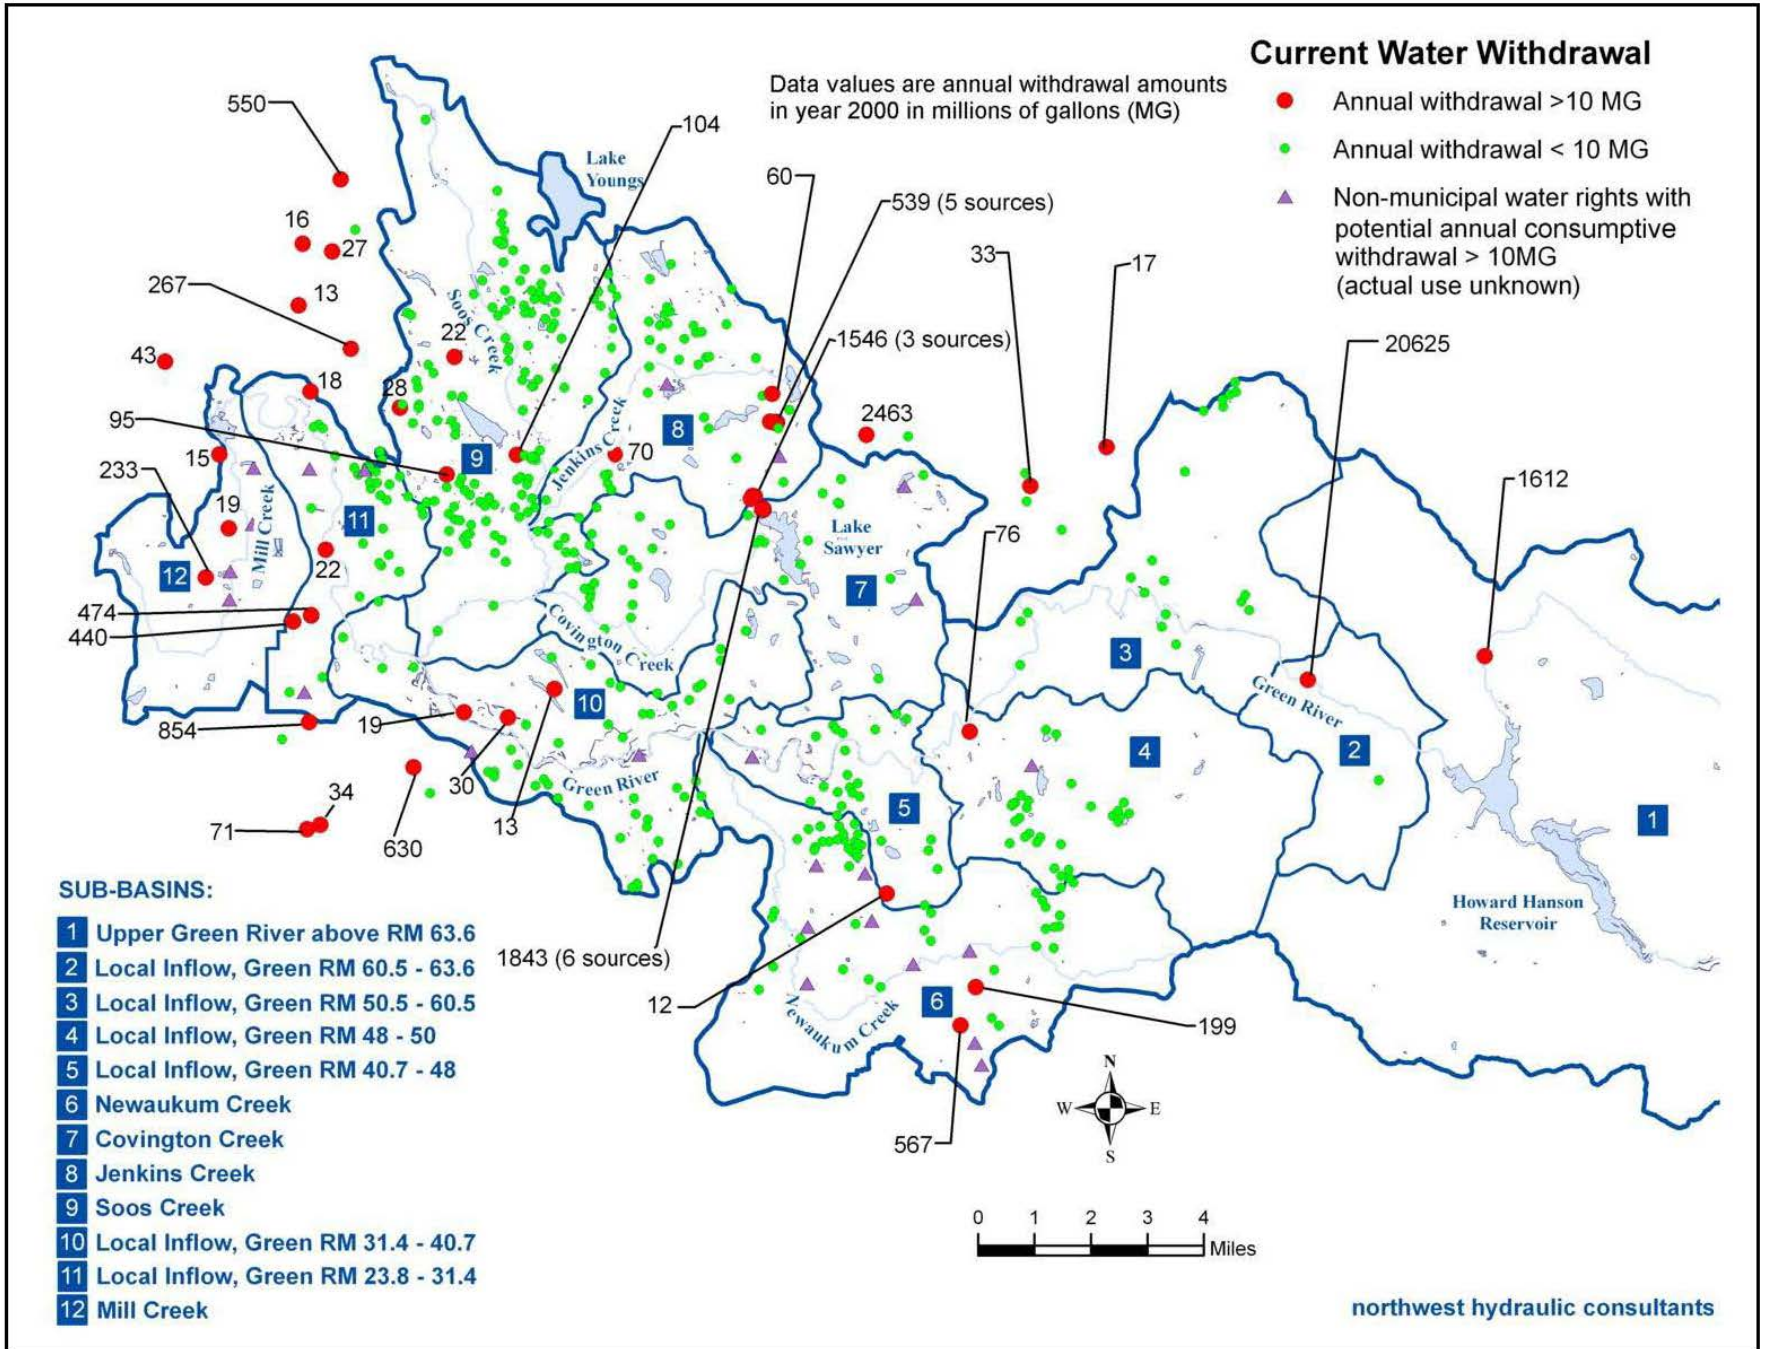 Current Water Withdrawal
Annual withdrawal >10 MG
Annual withdrawal < 10 MG
Non-municipal water rights with
potential annual consumptive
withdrawal > 10MG
(actual use unknown)
Data values are annual withdrawal amounts
in year 2000 in millions of gallons (MG)
550
104
Lake
Youngs
60
539 (5 sources)
16
27
33
17
267
13
Soos Creek
22
1546 (3 sources)
20625
43
18
28
95
8
2463
Jenkins Creek
15
9
70
233
1612
19
Mill Creek
11
Lake
Sawyer
76
22
12
7
474
440
Covington Creek
3
Green River
10
854
19
4
2
30
Green River
34
5
71
13
630
1
Howard Hanson
Reservoir
1843 (6 sources)
12
Newaukum Creek
6
199
567
N
W
E
S
0 1 2 3 4
Miles
SUB-BASINS:
1 Upper Green River above RM 63.6
2 Local Inflow, Green RM 60.5 - 63.6
3 Local Inflow, Green RM 50.5 - 60.5
4 Local Inflow, Green RM 48 - 50
5 Local Inflow, Green RM 40.7 - 48
6 Newaukum Creek
7 Covington Creek
8 Jenkins Creek
9 Soos Creek
10 Local Inflow, Green RM 31.4 - 40.7
11 Local Inflow, Green RM 23.8 - 31.4
12 Mill Creek
northwest hydraulic consultants